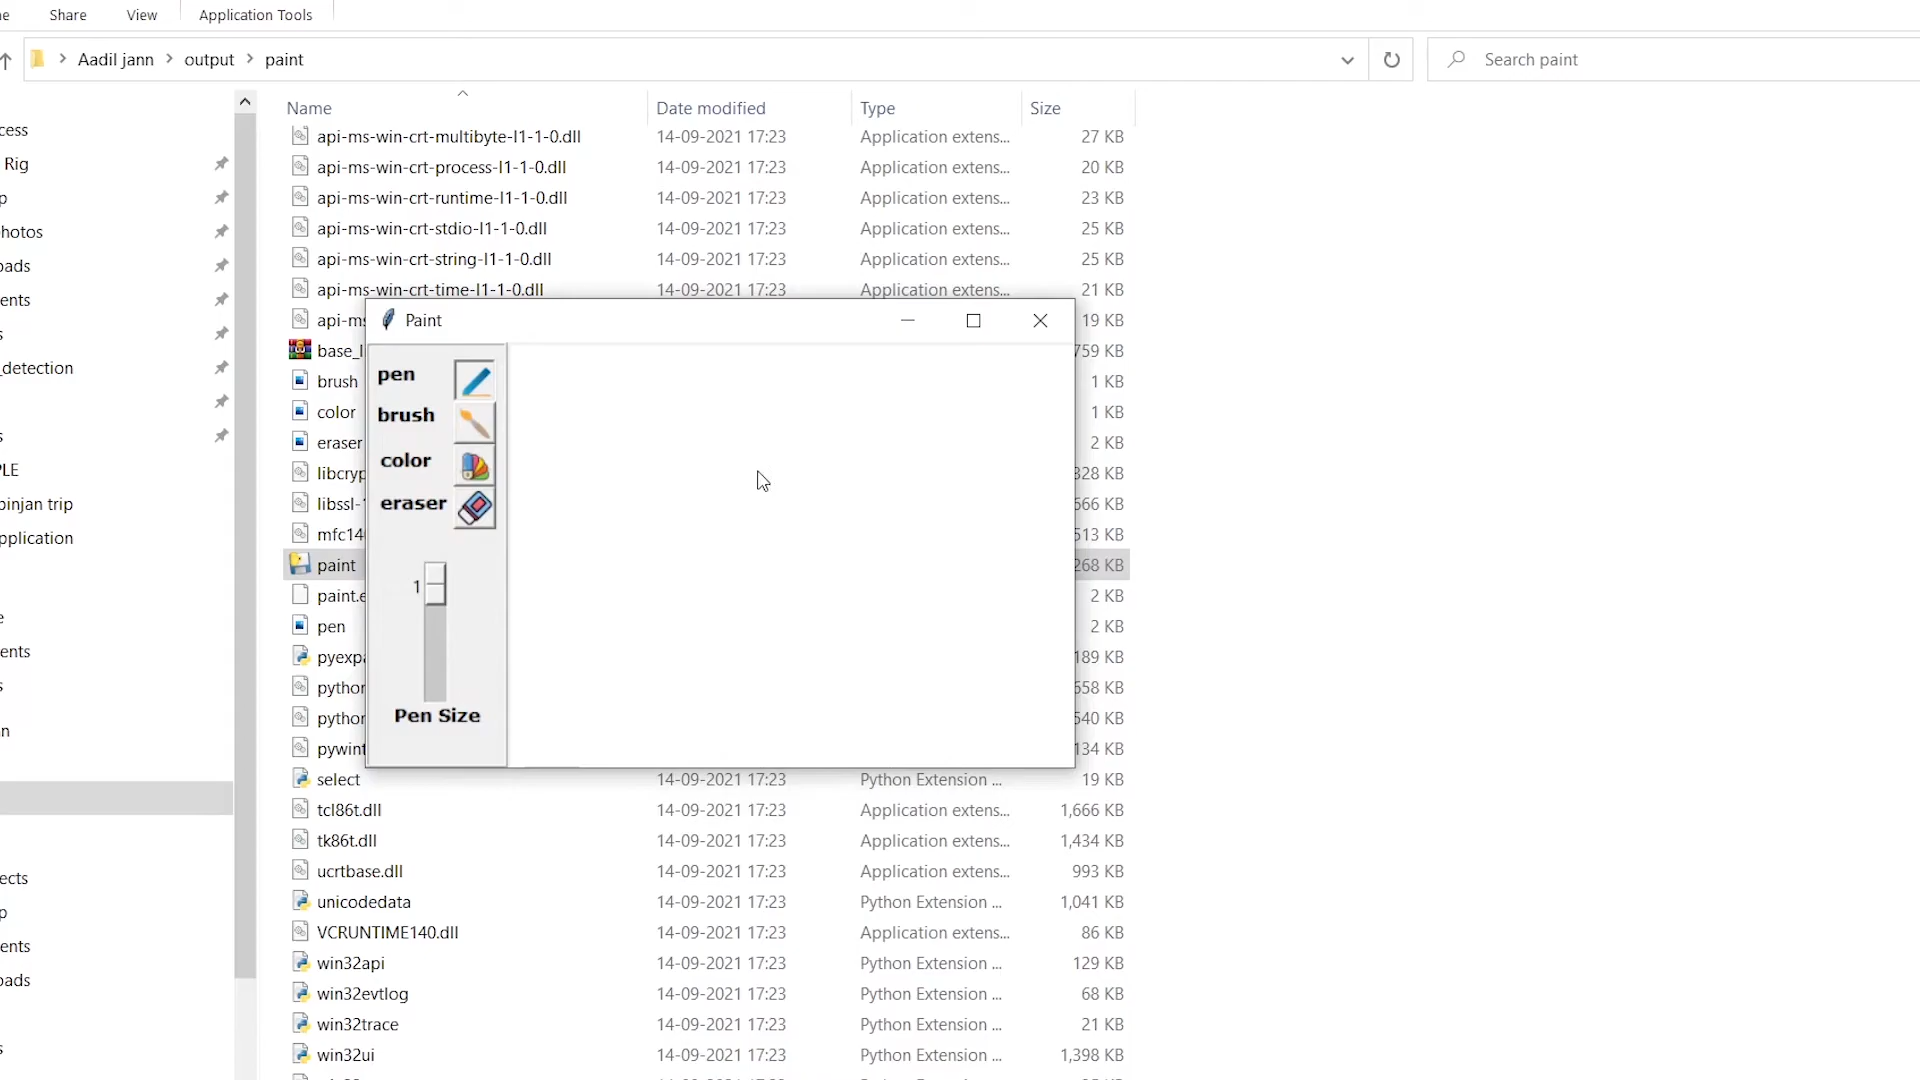 Share View Application Tools
Aadil jann output paint Search paint
Name Date modified Type Size
api-ms-win-crt-multibyte-l1-1-0.dll 14-09-2021 17:23 Application extens... 27 KB
api-ms-win-crt-process-l1-1-0.dll 14-09-2021 17:23 Application extens... 20 KB
Rig
api-ms-win-crt-runtime-l1-1-0.dll 14-09-2021 17:23 Application extens... 23 KB
api-ms-win-crt-stdio-l1-1-0.dll 14-09-2021 17:23 Application extens... 25 KB
api-ms-win-crt-string-l1-1-0.dll 14-09-2021 17:23 Application extens... 25 KB
api-ms-win-crt-time-l1-1-0.dll 14-09-2021 17:23 Application extens... 21 KB
api-ms 19 KB
Paint
base_l 759 KB
_detection
brush 1 KB
color 1 KB
eraser 2 KB
libcryp 328 KB
libssl- 566 KB
binjan trip
mfc140 513 KB
pplication
paint 268 KB
paint.e 2 KB
pen 2 KB
pyexpa 189 KB
python 658 KB
python 540 KB
pywint 134 KB
pen
brush
color
eraser
1
Pen Size
select 14-09-2021 17:23 Python Extension ... 19 KB
tcl86t.dll 14-09-2021 17:23 Application extens... 1,666 KB
tk86t.dll 14-09-2021 17:23 Application extens... 1,434 KB
ucrtbase.dll 14-09-2021 17:23 Application extens... 993 KB
unicodedata 14-09-2021 17:23 Python Extension ... 1,041 KB
VCRUNTIME140.dll 14-09-2021 17:23 Application extens... 86 KB
win32api 14-09-2021 17:23 Python Extension ... 129 KB
win32evtlog 14-09-2021 17:23 Python Extension ... 68 KB
win32trace 14-09-2021 17:23 Python Extension ... 21 KB
win32ui 14-09-2021 17:23 Python Extension ... 1,398 KB